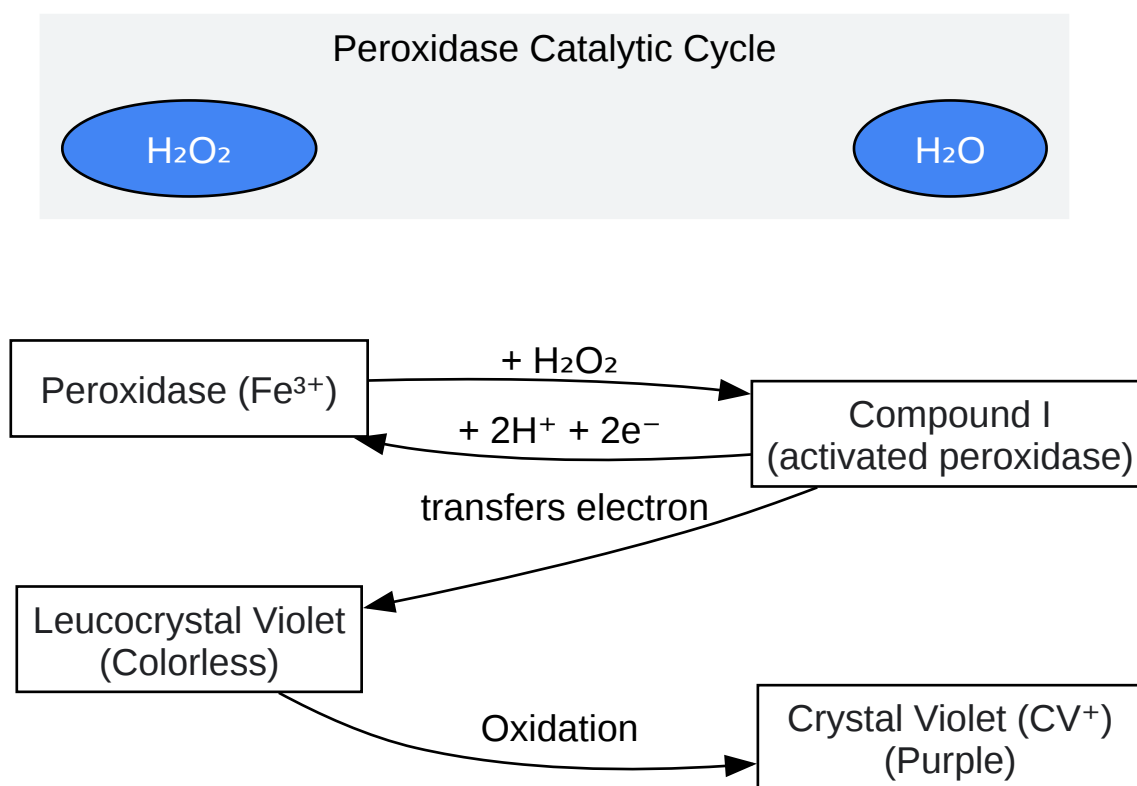 Peroxidase Catalytic Cycle
H₂O₂
H₂O
+ H₂O₂
Peroxidase (Fe³⁺)
Compound I
(activated peroxidase)
+ 2H⁺ + 2e⁻
transfers electron
Leucocrystal Violet
(Colorless)
Oxidation
Crystal Violet (CV⁺)
(Purple)